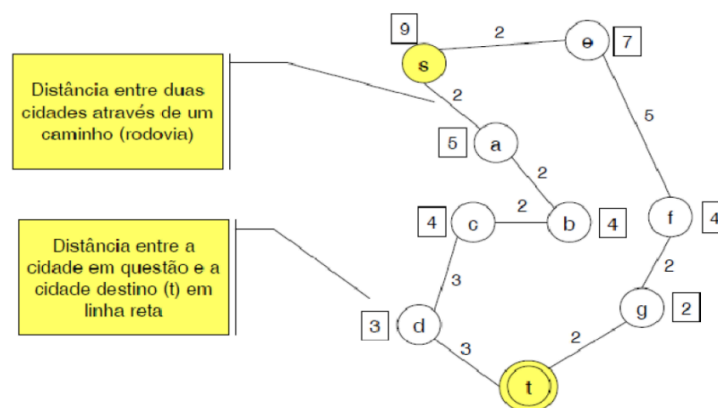 Distância entre duas
cidades através de um
caminho (rodovia)
Distância entre a
cidade em questão e a
cidade destino (t) em
linha reta
9
s
2
e
7
2
5
5
a
2
4
c
2
b
4
f
4
3
2
3
d
g
2
3
2
t